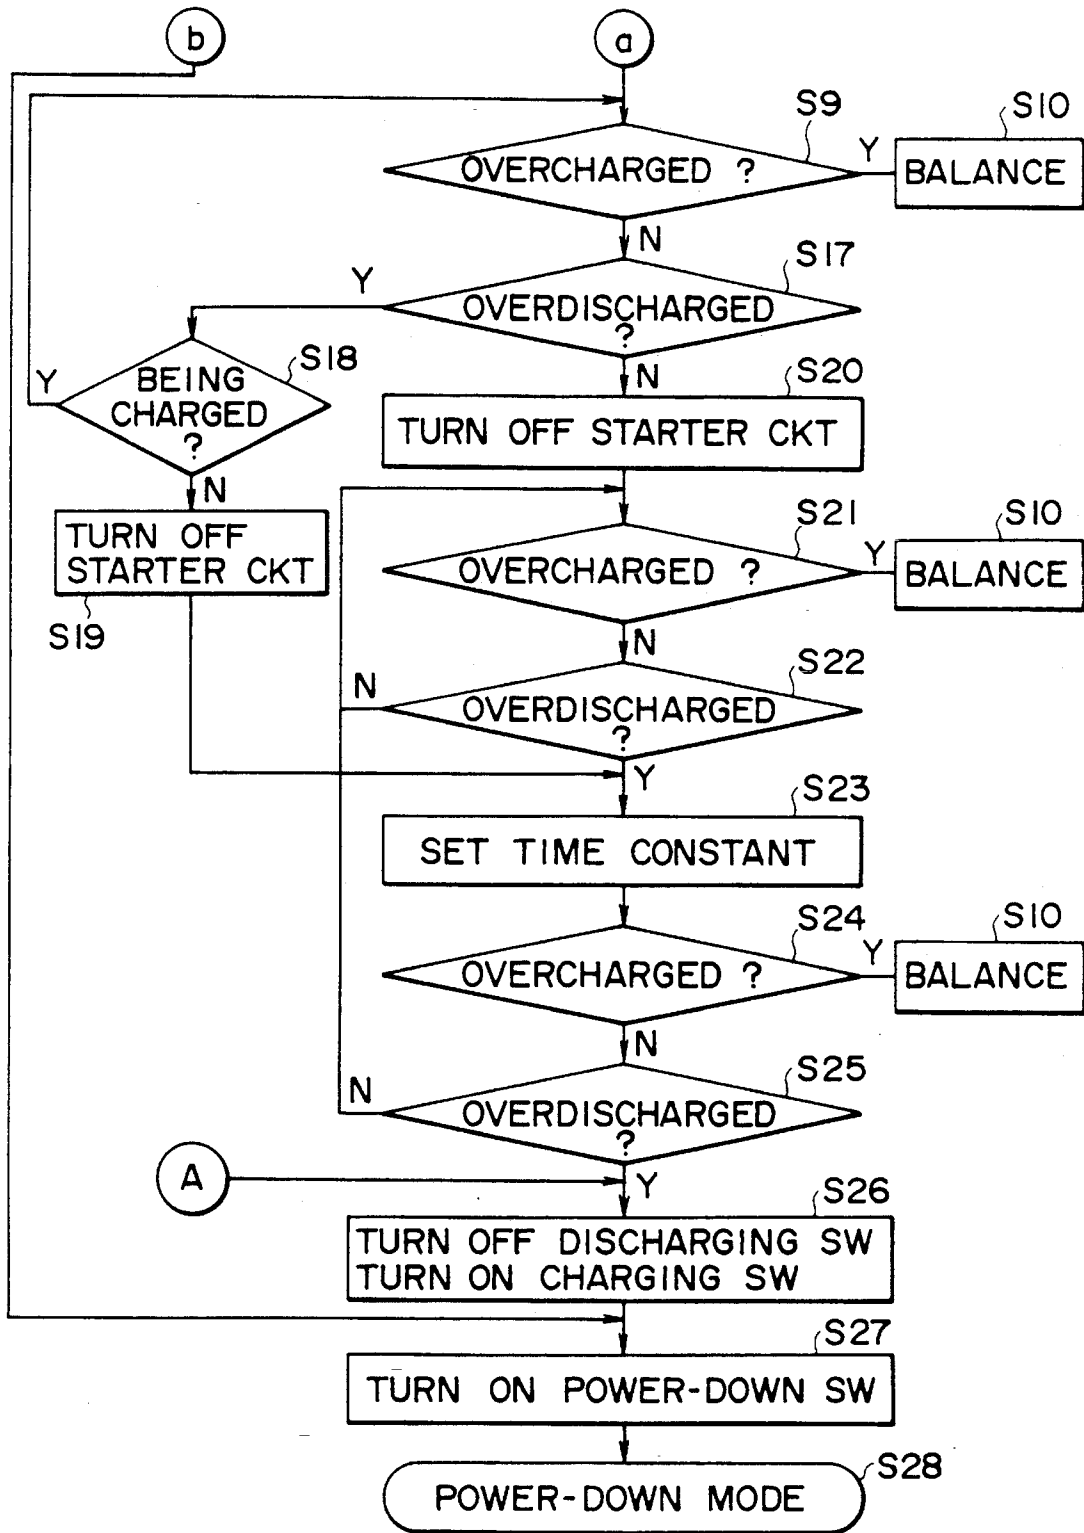 b
a
S9
S10
OVERCHARGED ?
Y
BALANCE
N
S17
Y
OVERDISCHARGED
?
S18
Y
BEING
CHARGED
?
N
S20
TURN OFF STARTER CKT
N
TURN OFF
STARTER CKT
S19
S21
S10
OVERCHARGED ?
Y
BALANCE
N
S22
N
OVERDISCHARGED
?
Y
S23
SET TIME CONSTANT
S24
S10
OVERCHARGED ?
Y
BALANCE
N
S25
N
OVERDISCHARGED
?
A
Y
S26
TURN OFF DISCHARGING SW
TURN ON CHARGING SW
S27
TURN ON POWER-DOWN SW
S28
POWER-DOWN MODE